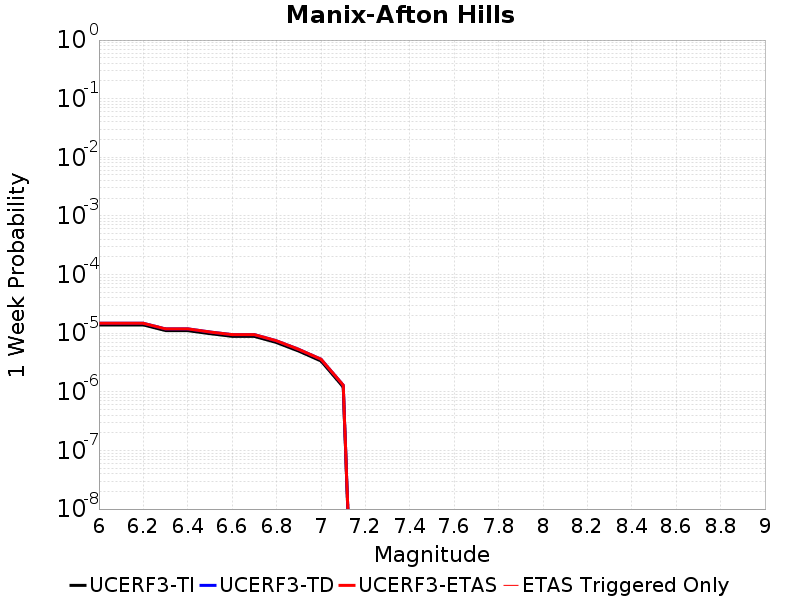 Manix-Afton Hills
1 Week Probability
10^0
10^-1
10^-2
10^-3
10^-4
10^-5
10^-6
10^-7
10^-8
6 6.2 6.4 6.6 6.8 7 7.2 7.4 7.6 7.8 8 8.2 8.4 8.6 8.8 9
Magnitude
UCERF3-TI UCERF3-TD UCERF3-ETAS ETAS Triggered Only